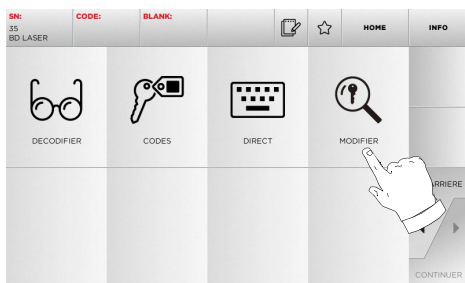 SN: CODE: BLANK:
35
BD LASER
HOME INFO
DECODIFIER CODES DIRECT MODIFIER
ARRIERE
CONTINUER